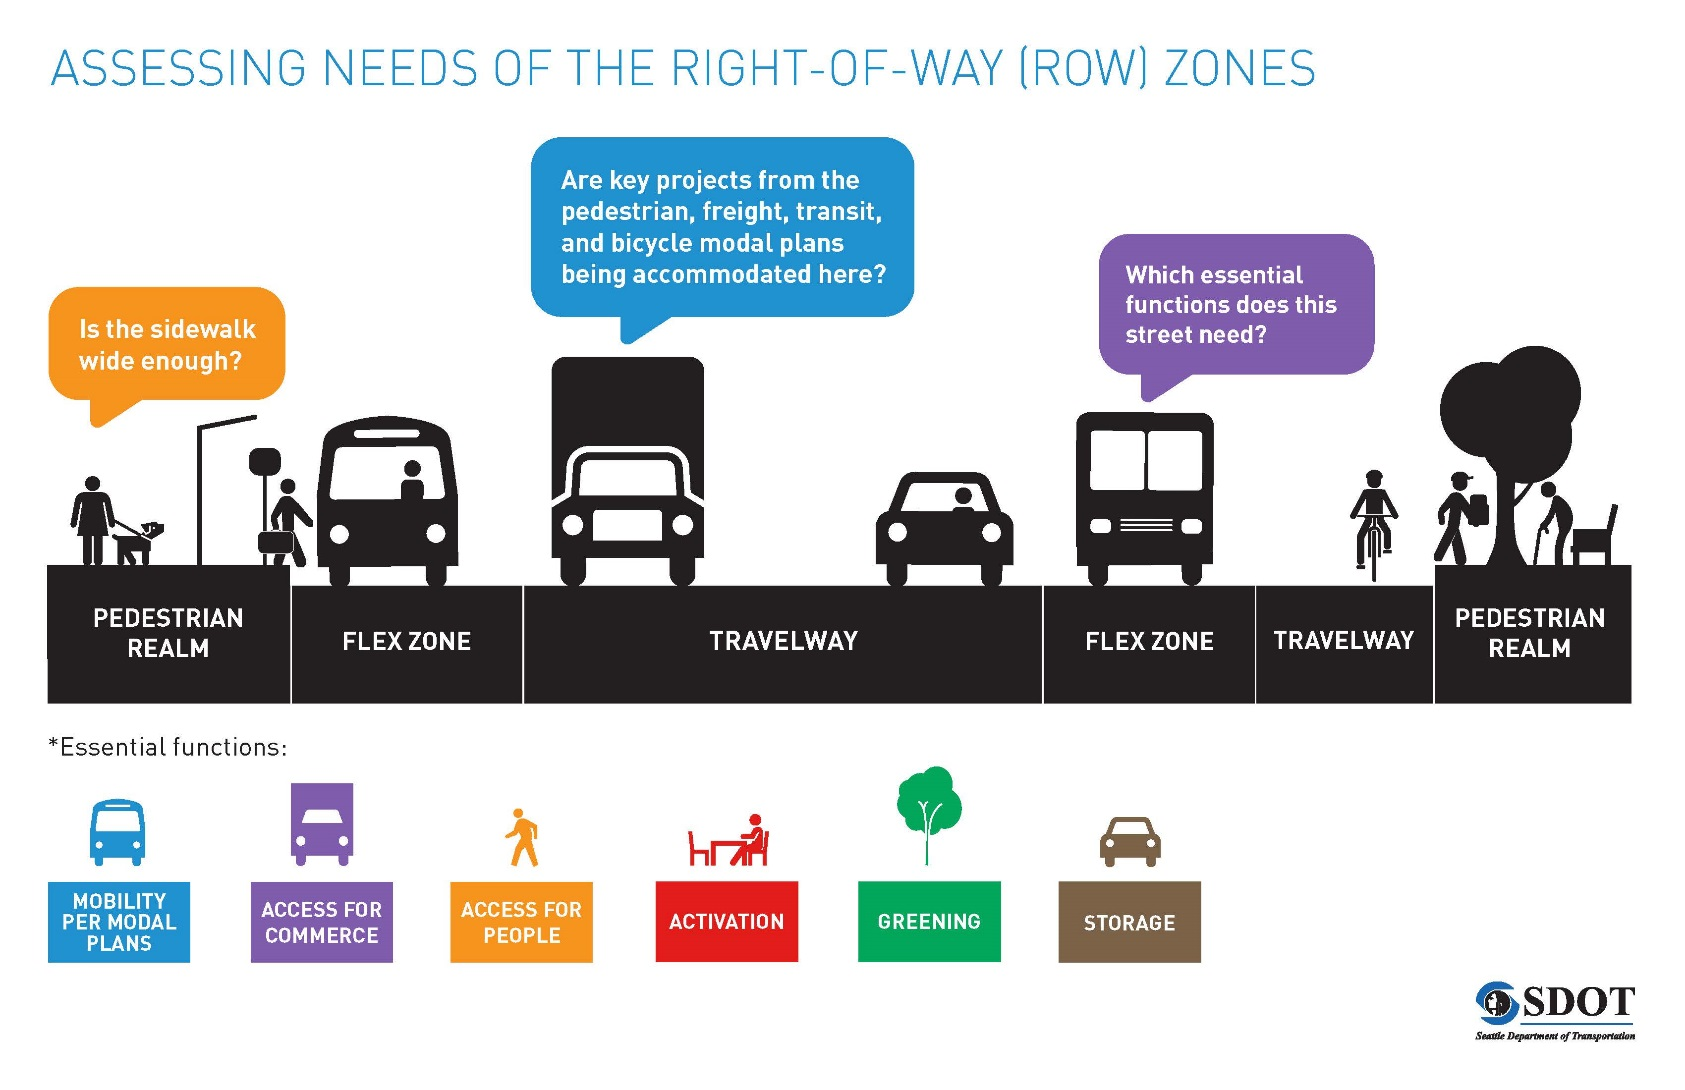 ASSESSING NEEDS OF THE RIGHT-OF-WAY (ROW) ZONES
Are key projects from the
pedestrian, freight, transit,
and bicycle modal plans
being accommodated here?
Which essential
functions does this
street need?
Is the sidewalk
wide enough?
PEDESTRIAN
REALM
FLEX ZONE
TRAVELWAY
FLEX ZONE
TRAVELWAY
PEDESTRIAN
REALM
*Essential functions:
MOBILITY
PER MODAL
PLANS
ACCESS FOR
COMMERCE
ACCESS FOR
PEOPLE
ACTIVATION
GREENING
STORAGE
SDOT
Seattle Department of Transportation